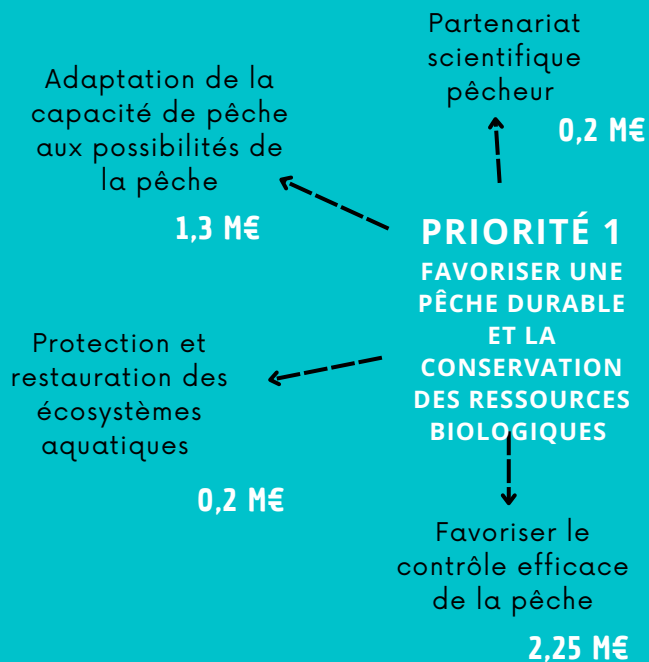 Partenariat
scientifique
pêcheur
0,2 M€
Adaptation de la
capacité de pêche
aux possibilités de
la pêche
1,3 M€
PRIORITÉ 1
FAVORISER UNE
PÊCHE DURABLE
ET LA
CONSERVATION
DES RESSOURCES
BIOLOGIQUES
Protection et
restauration des
écosystèmes
aquatiques
0,2 M€
Favoriser le
contrôle efficace
de la pêche
2,25 M€